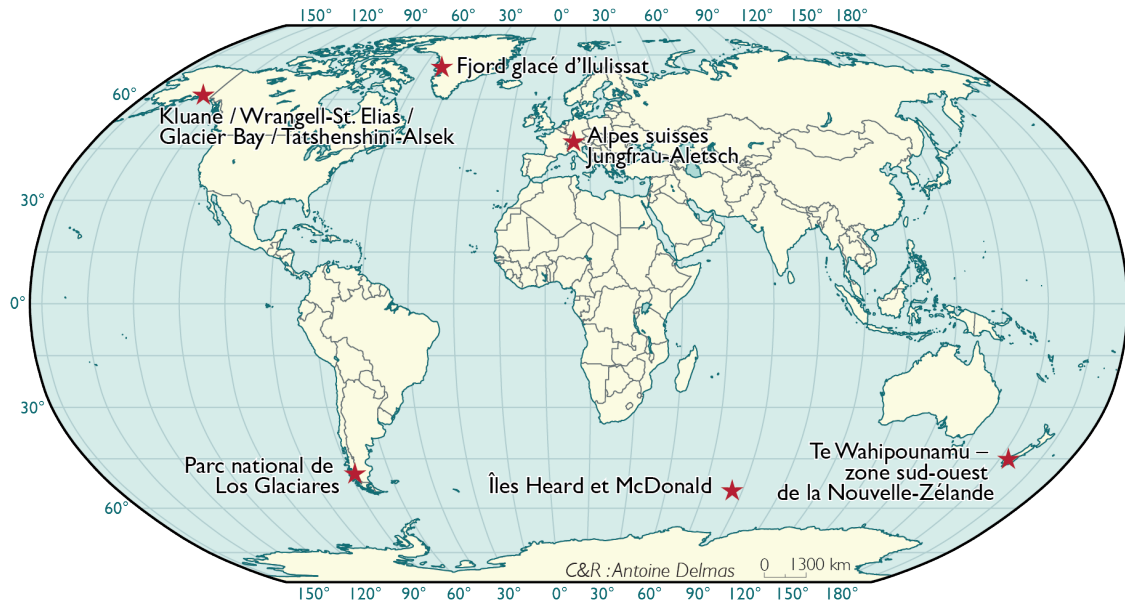 150° 120° 90° 60° 30° 0° 30° 60° 90° 120° 150° 180°
Fjord glacé d'Ilulissat
60°
Kluane / Wrangell-St. Elias /
Glacier Bay / Tatshenshini-Alsek
Alpes suisses
Jungfrau-Aletsch
30°
0°
30°
Parc national de
Los Glaciares
Îles Heard et McDonald
Te Wahipounamu –
zone sud-ouest
de la Nouvelle-Zélande
60°
C&R : Antoine Delmas
0 1300 km
150° 120° 90° 60° 30° 0° 30° 60° 90° 120° 150° 180°